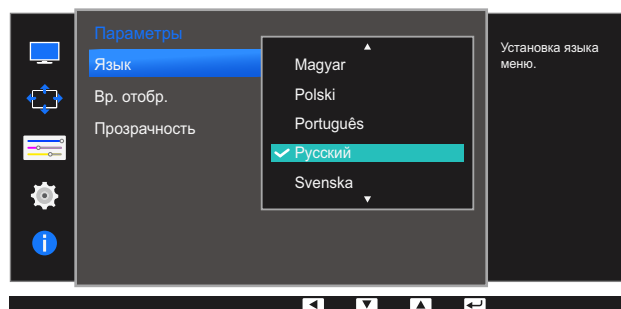 Параметры
Язык
Вр. отобр.
Прозрачность
Magyar
Polski
Português
Русский
Svenska
Установка языка
меню.